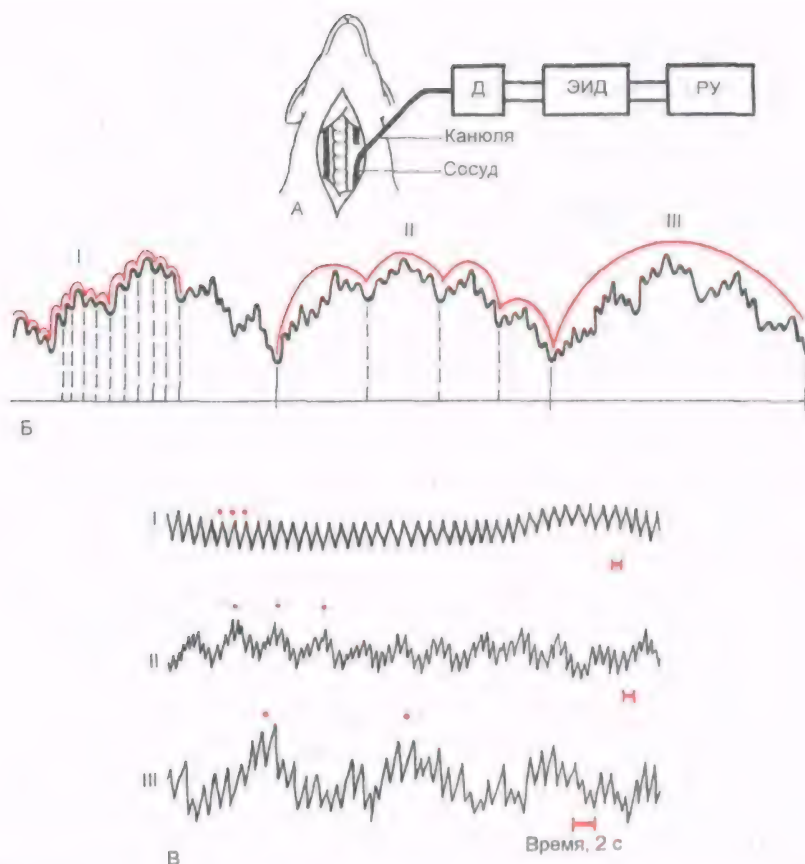 Д ЭИД РУ
Канюля
Сосуд
А
I II III
Б
I
II
III
Время, 2 с
В